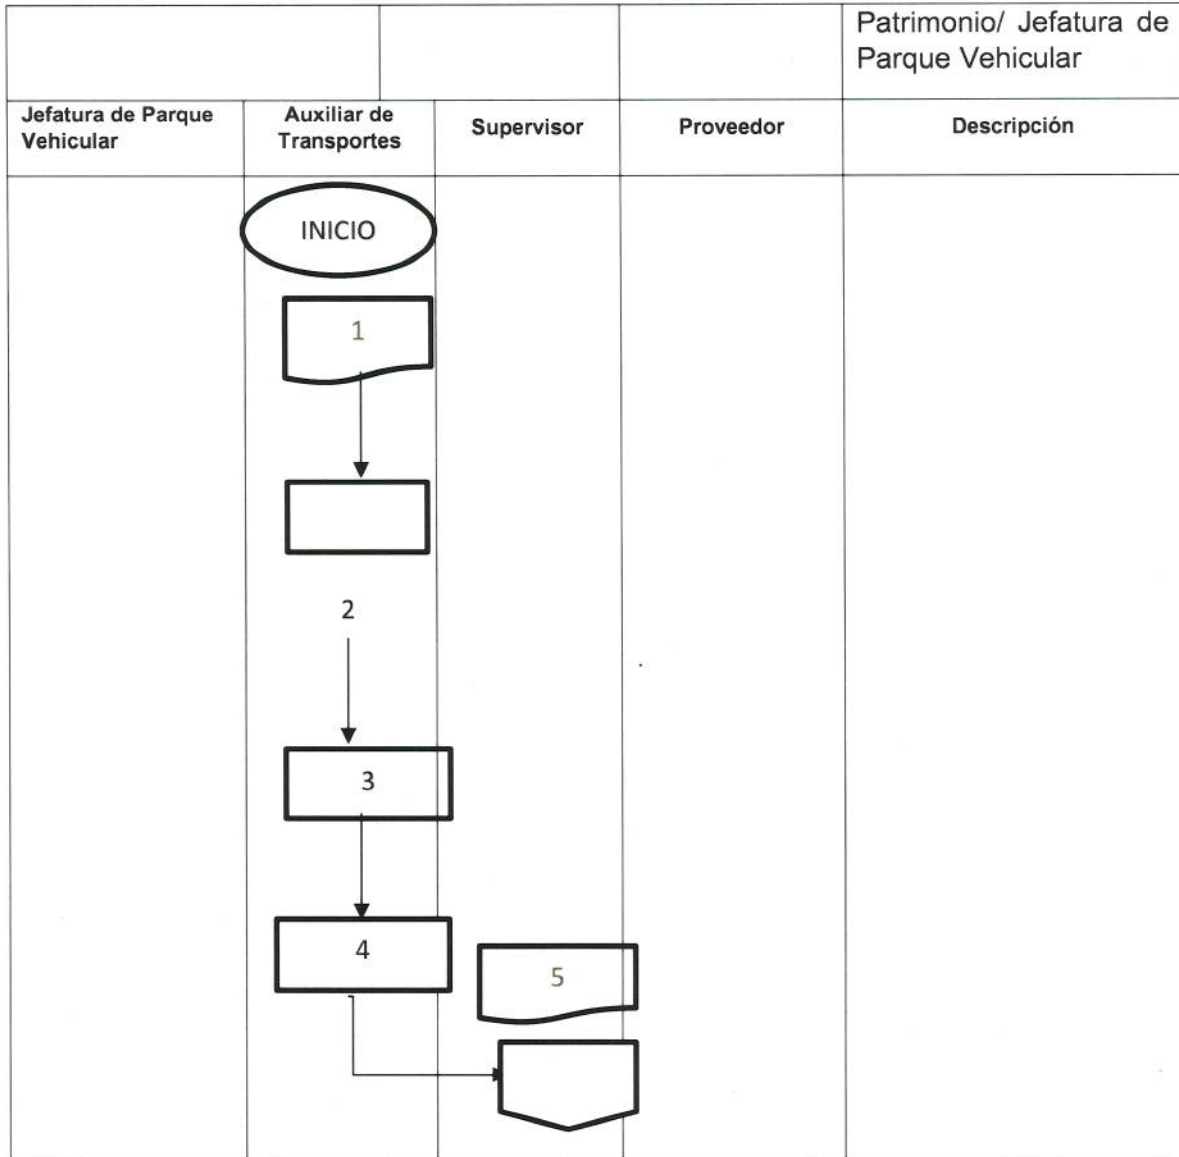 Patrimonio/ Jefatura de
Parque Vehicular
Jefatura de Parque
Vehicular
Auxiliar de
Transportes
Supervisor
Proveedor
Descripción
INICIO
1
2
3
4
5